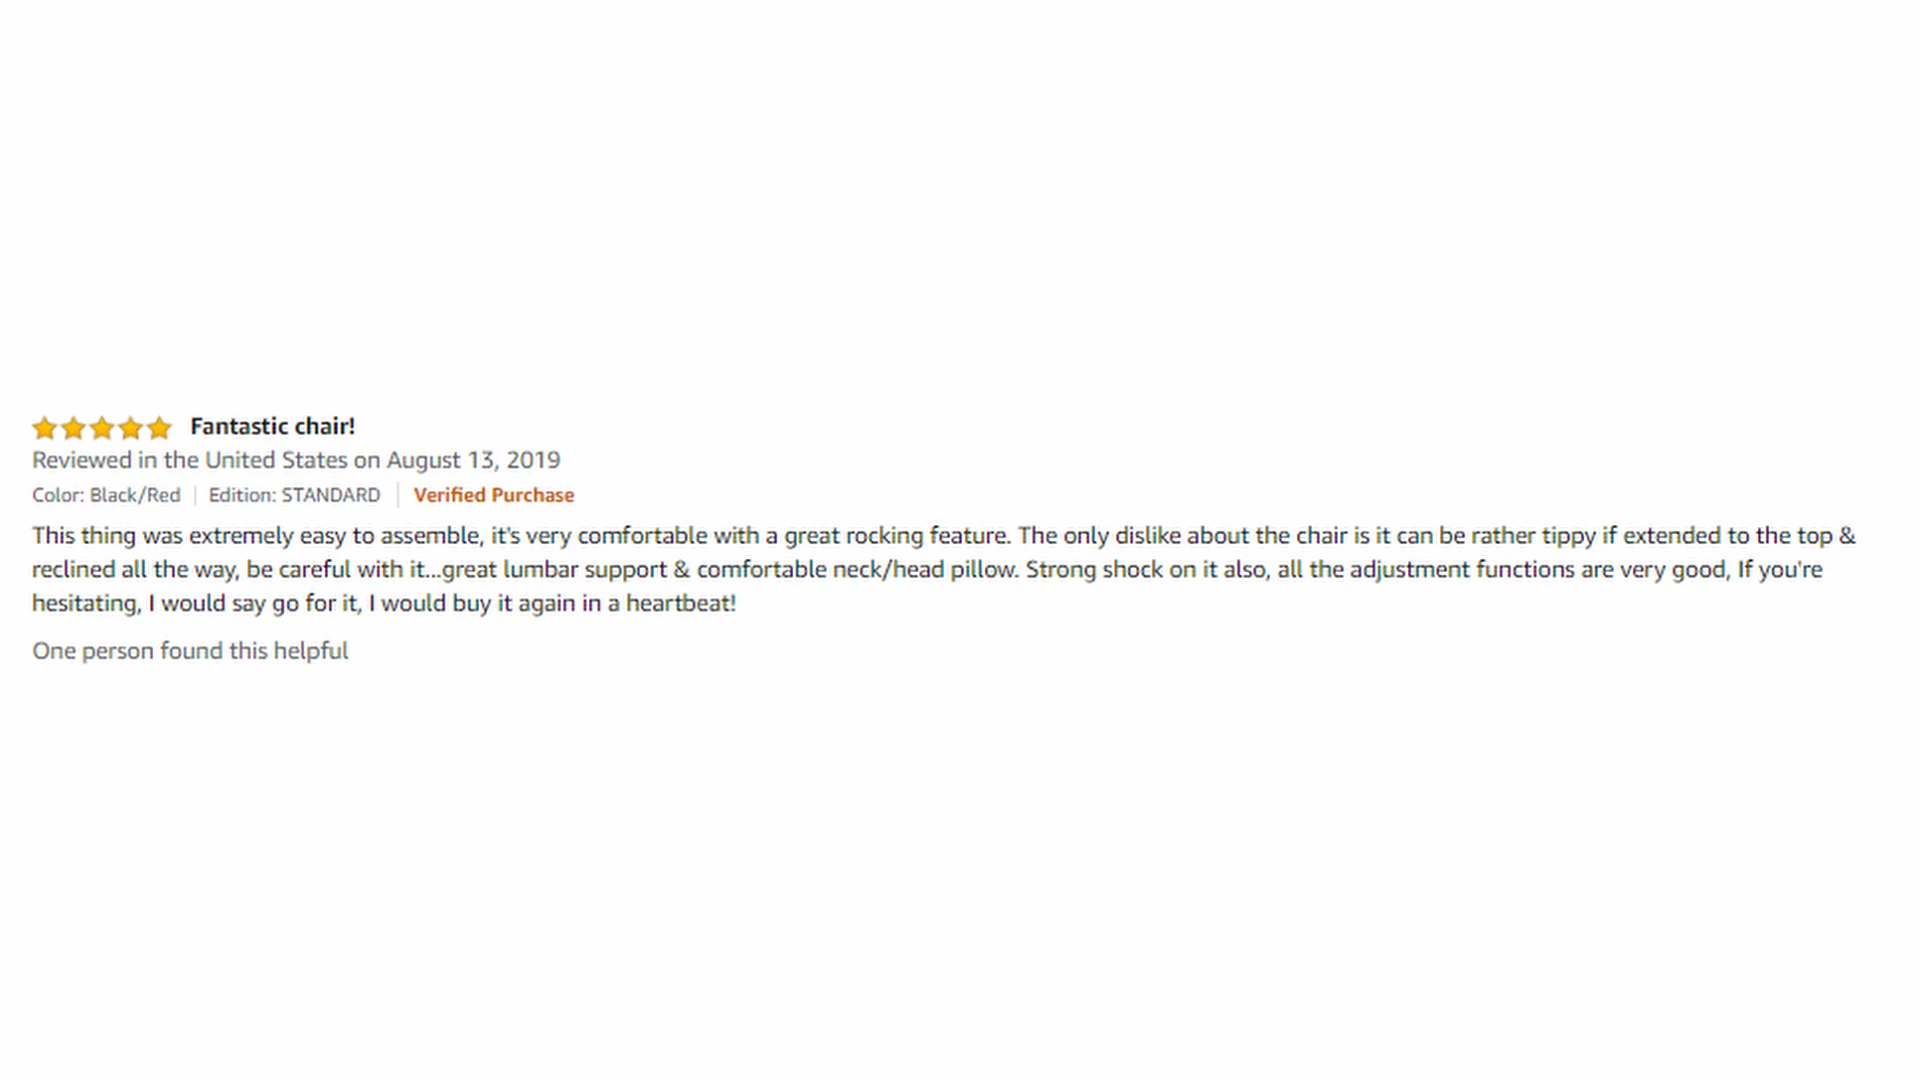 Fantastic chair!
Reviewed in the United States on August 13, 2019
Color: Black/Red | Edition: STANDARD | Verified Purchase
This thing was extremely easy to assemble, it's very comfortable with a great rocking feature. The only dislike about the chair is it can be rather tippy if extended to the top &
reclined all the way, be careful with it...great lumbar support & comfortable neck/head pillow. Strong shock on it also, all the adjustment functions are very good, If you're
hesitating, I would say go for it, I would buy it again in a heartbeat!
One person found this helpful